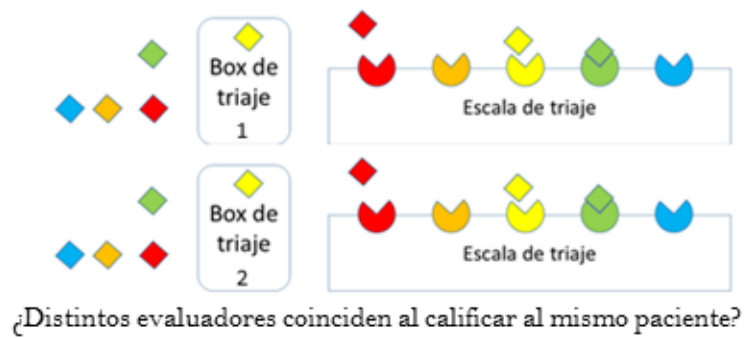 Box de
triaje
1
Escala de triaje
Box de
triaje
2
Escala de triaje
¿Distintos evaluadores coinciden al calificar al mismo paciente?